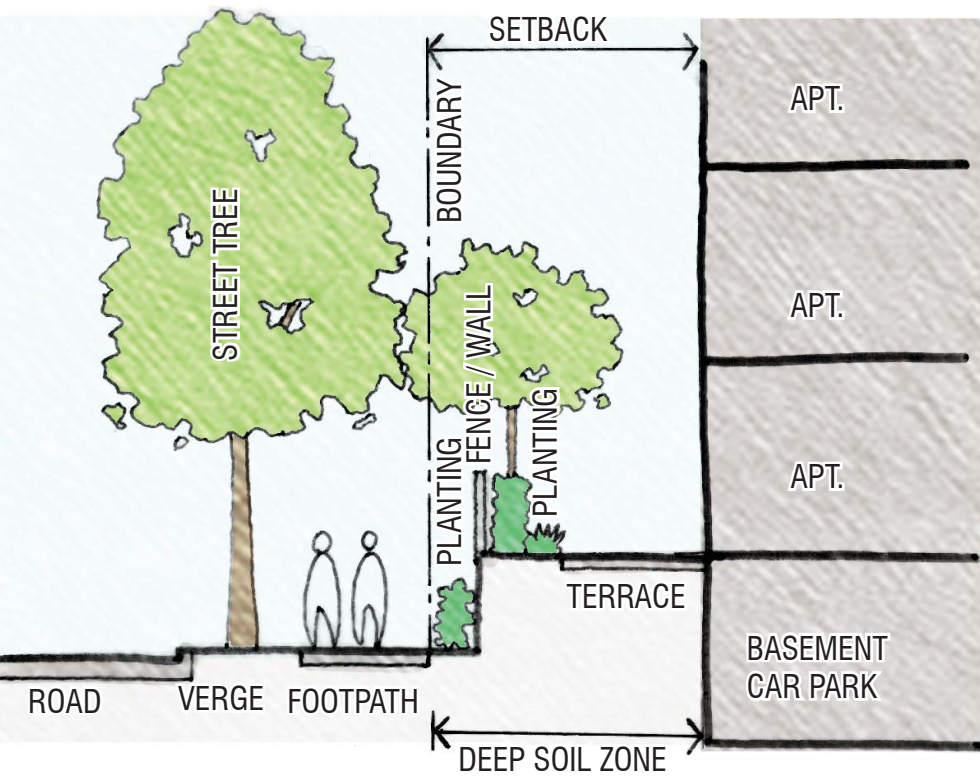 SETBACK
BOUNDARY
APT.
STREET TREE
FENCE / WALL
APT.
PLANTING
PLANTING
APT.
TERRACE
BASEMENT
CAR PARK
ROAD
VERGE
FOOTPATH
DEEP SOIL ZONE